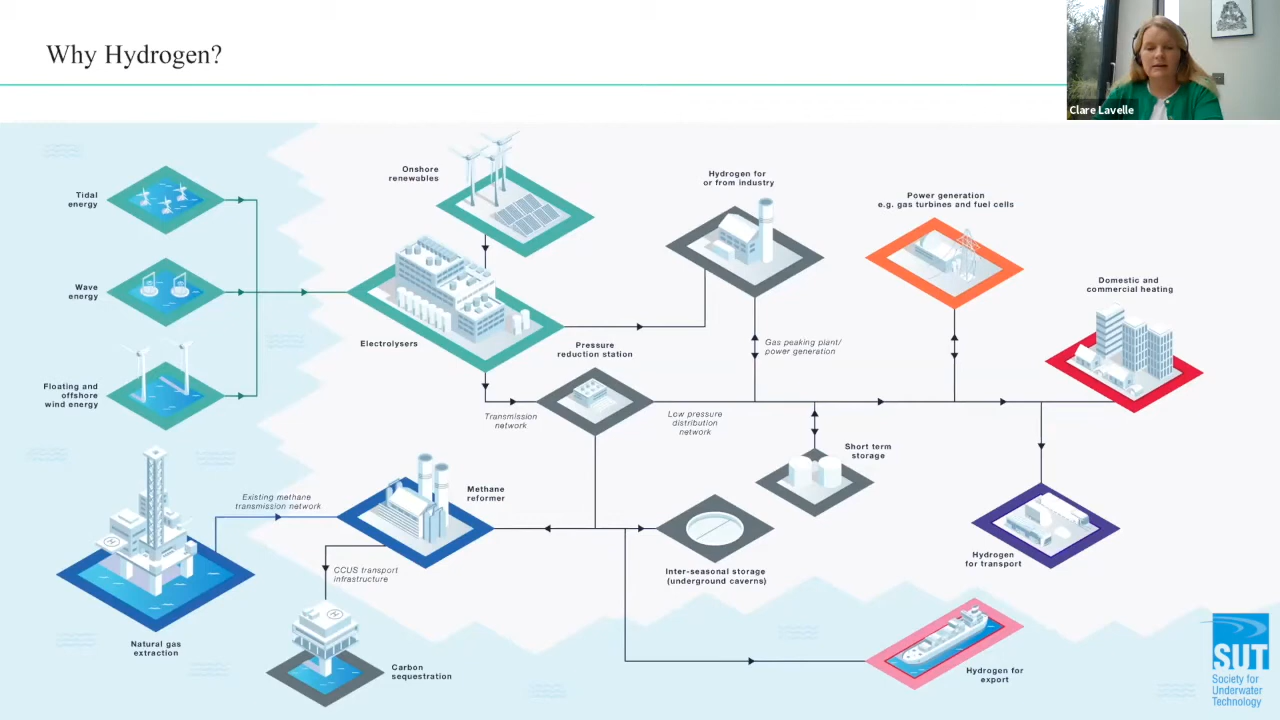 Why Hydrogen?
Clare Lavelle
Onshore
renewables
Tidal
energy
Hydrogen for
or from industry
Power generation
e.g. gas turbines and fuel cells
Wave
energy
Domestic and
commercial heating
Electrolysers
Pressure
reduction station
Gas peaking plant/
power generation
Floating and
offshore
wind energy
Transmission
network
Low pressure
distribution
network
Short term
storage
Existing methane
transmission network
Methane
reformer
Hydrogen
for transport
CCUS transport
infrastructure
Inter-seasonal storage
(underground caverns)
Natural gas
extraction
Carbon
sequestration
Hydrogen for
export
H
H
SUT
Society for
Underwater
Technology